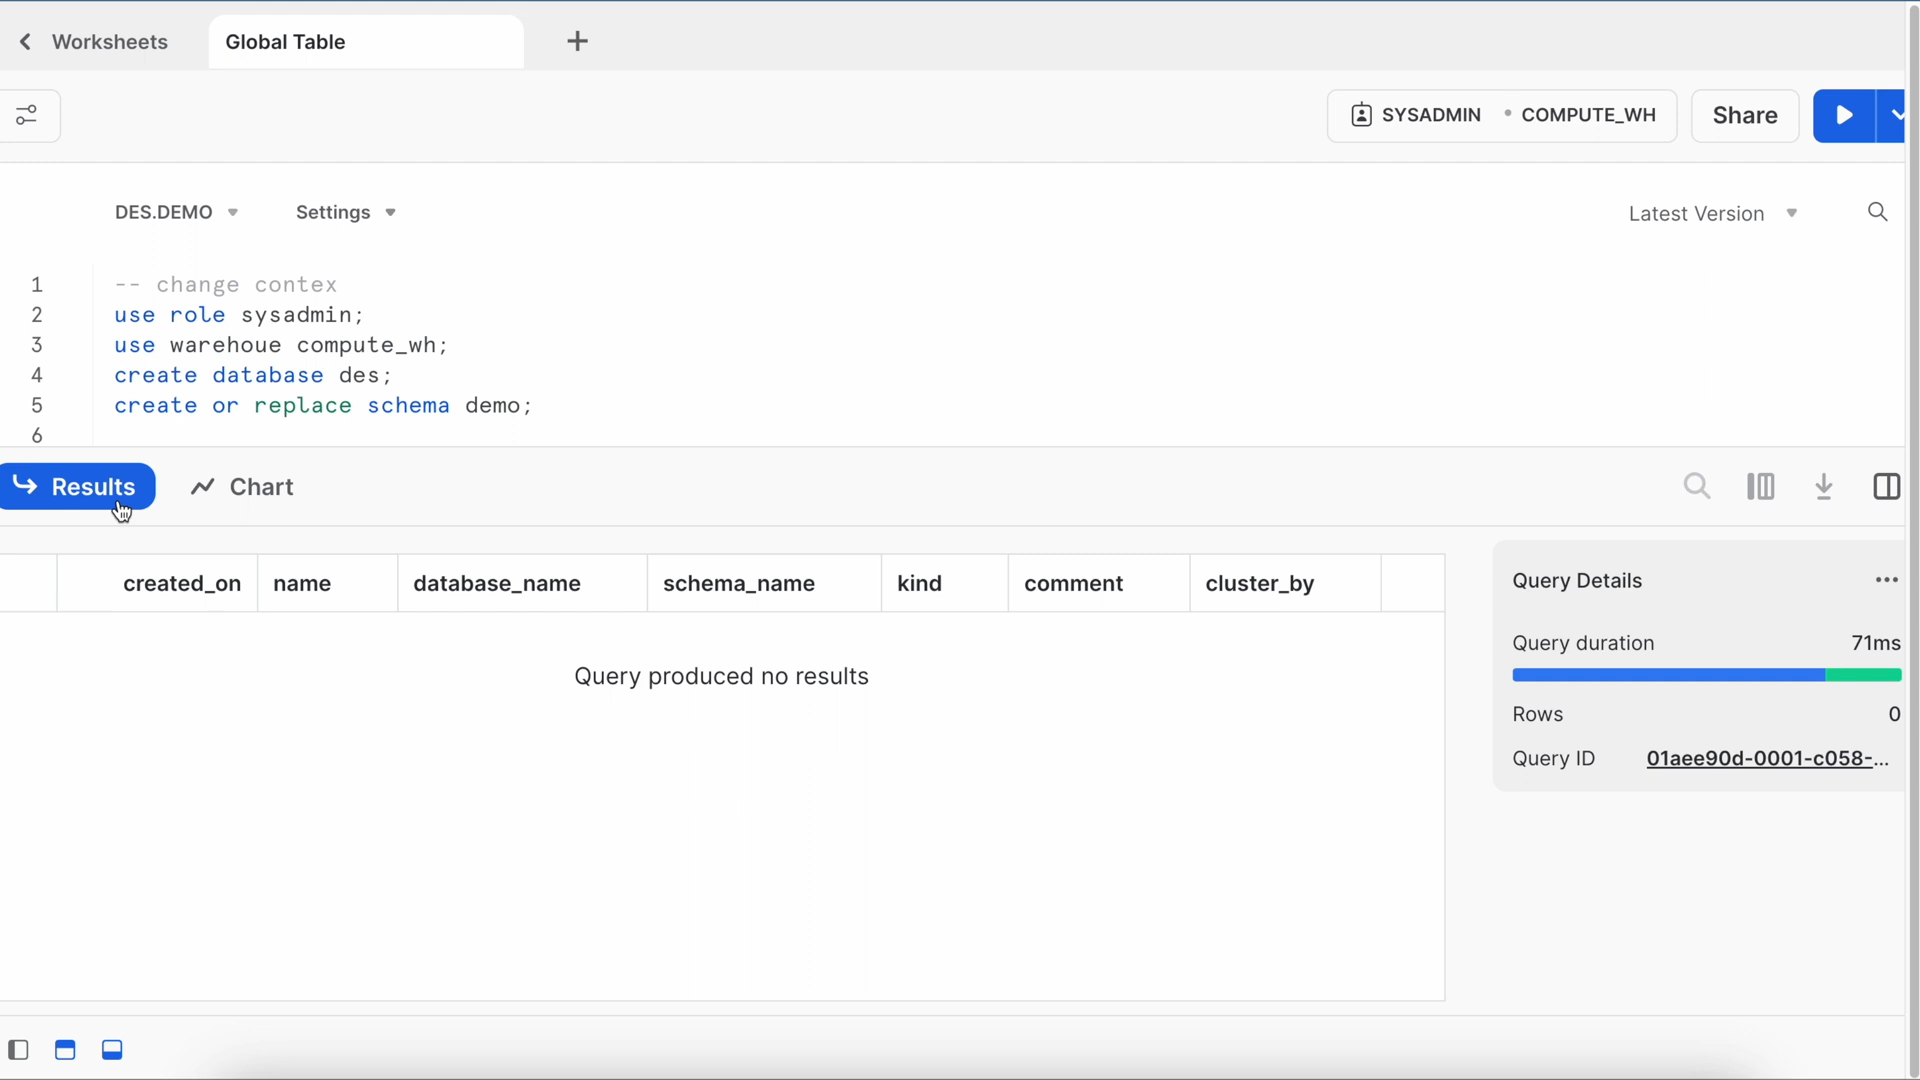 Worksheets
Global Table
SYSADMIN • COMPUTE_WH
Share
DES.DEMO
Settings
Latest Version
1 -- change contex
2 use role sysadmin;
3 use warehoue compute_wh;
4 create database des;
5 create or replace schema demo;
6
Results
Chart
created_on name database_name schema_name kind comment cluster_by
Query produced no results
Query Details
Query duration 71ms
Rows 0
Query ID 01aee90d-0001-c058-...